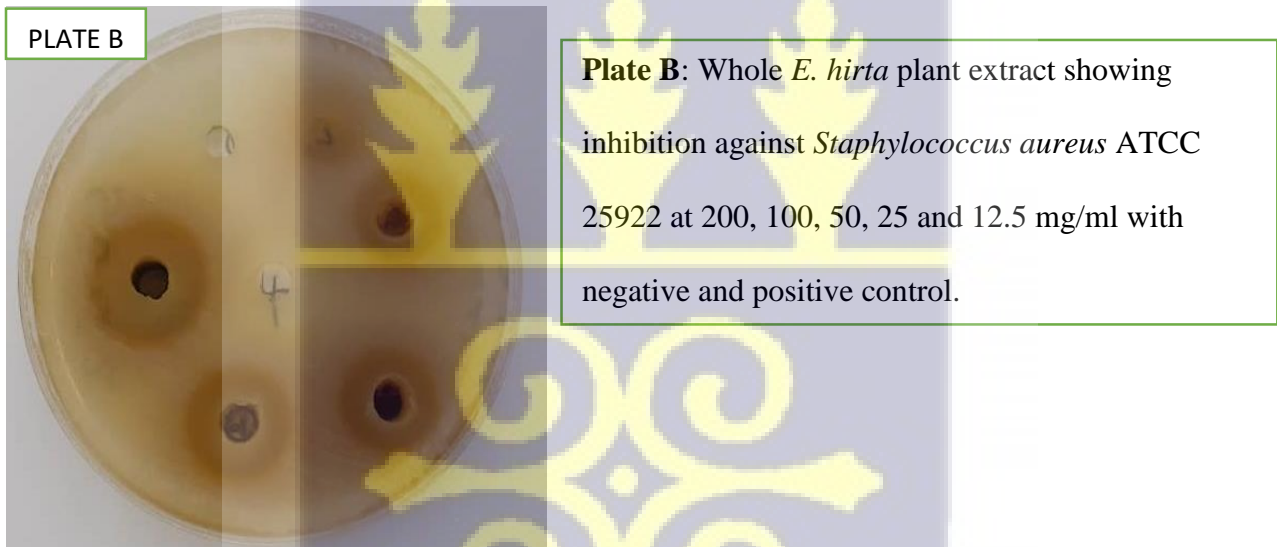 PLATE B
Plate B: Whole E. hirta plant extract showing
inhibition against Staphylococcus aureus ATCC
25922 at 200, 100, 50, 25 and 12.5 mg/ml with
negative and positive control.
4